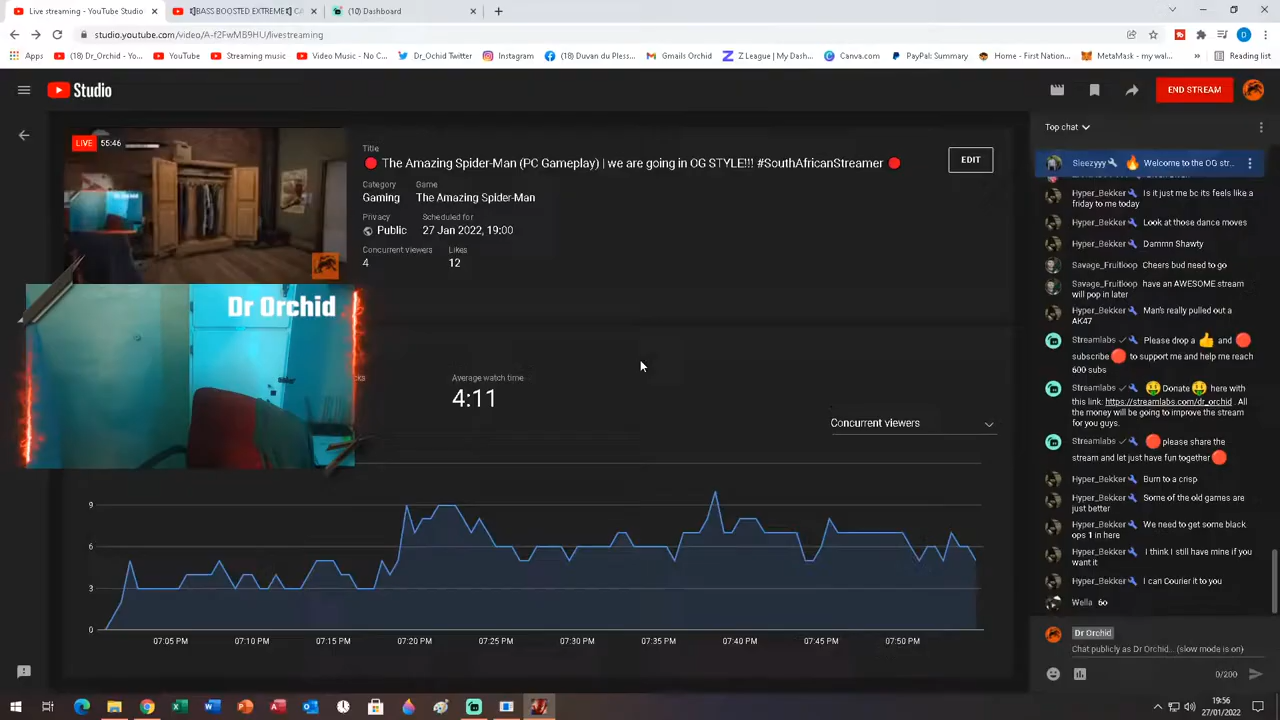 Live streaming - YouTube Studio
BASS BOOSTED EXTREME CA
(10) Dashboard
studio.youtube.com/video/A-f2FwMB9HU/livestreaming
Apps
(18) Dr_Orchid - Yo...
YouTube
Streaming music
Video Music - No C...
Dr_Ochid Twitter
Instagram
(18) Duvan du Pless...
Gmails Orchid
Z League | My Dash...
Canva.com
PayPal: Summary
Home - First Nation...
MetaMask - my wal...
»
Reading list
Studio
END STREAM
LIVE 55:46
Title
🔴 The Amazing Spider-Man (PC Gameplay) | we are going in OG STYLE!!! #SouthAfricanStreamer 🔴
EDIT
Category
Gaming
Game
The Amazing Spider-Man
Privacy
Public
Scheduled for
27 Jan 2022, 19:00
Concurrent viewers
4
Likes
12
Dr Orchid
Average watch time
4:11
Concurrent viewers
9
6
3
0
07:05 PM
07:10 PM
07:15 PM
07:20 PM
07:25 PM
07:30 PM
07:35 PM
07:40 PM
07:45 PM
07:50 PM
Top chat
Sleezyyy 🔥 Welcome to the OG str...
Hyper_Bekker Is it just me bc its feels like a
friday to me today
Hyper_Bekker Look at those dance moves
Hyper_Bekker Dammn Shawty
Savage_Fruitloop Cheers bud need to go
Savage_Fruitloop have an AWESOME stream
will pop in later
Hyper_Bekker Man's really pulled out a
AK47
Streamlabs ✓ Please drop a 👍 and 🔴
subscribe 🔴 to support me and help me reach
600 subs
Streamlabs ✓ 🤑 Donate 🤑 here with
this link: https://streamlabs.com/dr_orchid . All
the money will be going to improve the stream
for you guys.
Streamlabs ✓ 🔴 please share the
stream and let just have fun together 🔴
Hyper_Bekker Burn to a crisp
Hyper_Bekker Some of the old games are
just better
Hyper_Bekker We need to get some black
ops 1 in here
Hyper_Bekker I think I still have mine if you
want it
Hyper_Bekker I can Courier it to you
Wella 6o
Dr Orchid
Chat publicly as Dr Orchid... (slow mode is on)
0/200
19:56
27/01/2022